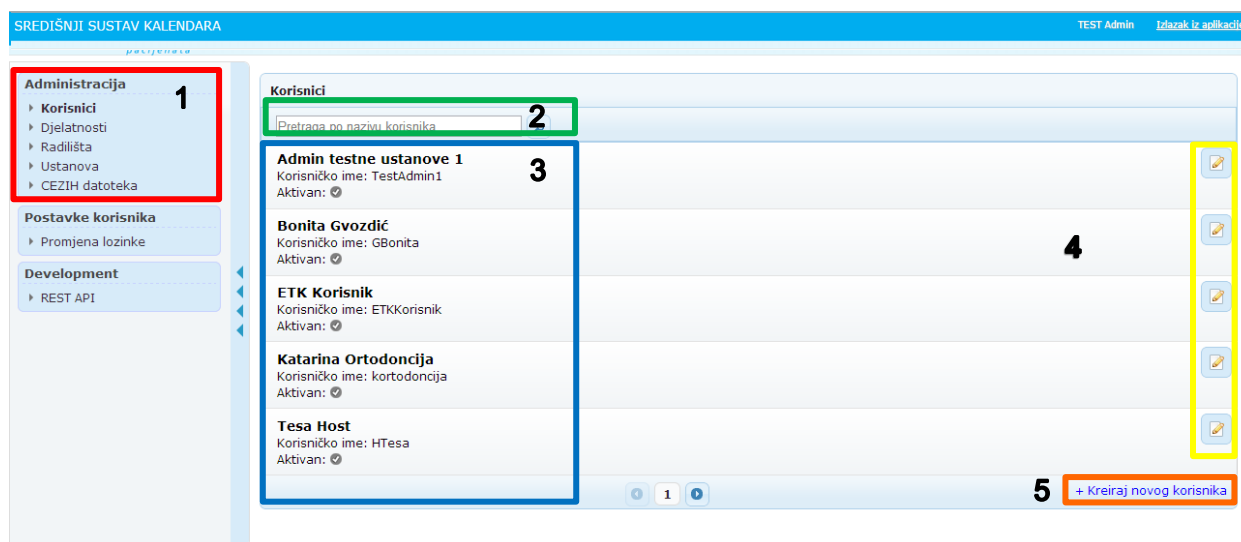 SREDIŠNJI SUSTAV KALENDARA
TEST Admin Izlazak iz aplikacije
pacijenata
Administracija
1
Korisnici
Djelatnosti
Radilišta
Ustanova
CEZIH datoteka
Postavke korisnika
Promjena lozinke
Development
REST API
Korisnici
Pretraga po nazivu korisnika
2
3
Admin testne ustanove 1
Korisničko ime: TestAdmin1
Aktivan:
Bonita Gvozdić
Korisničko ime: GBonita
Aktivan:
4
ETK Korisnik
Korisničko ime: ETKKorisnik
Aktivan:
Katarina Ortodoncija
Korisničko ime: kortodoncija
Aktivan:
Tesa Host
Korisničko ime: HTesa
Aktivan:
1
5
+ Kreiraj novog korisnika